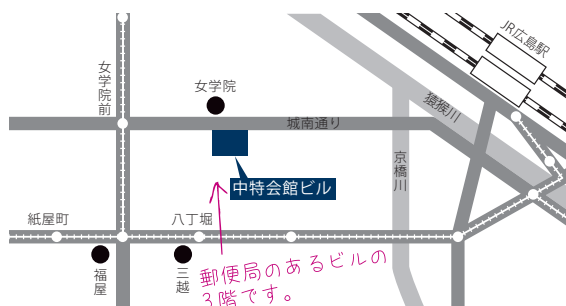 JR広島駅
女学院前
女学院
猿猴川
城南通り
京橋川
中特会館ビル
紙屋町
八丁堀
福屋
三越
郵便局のあるビルの
3階です。